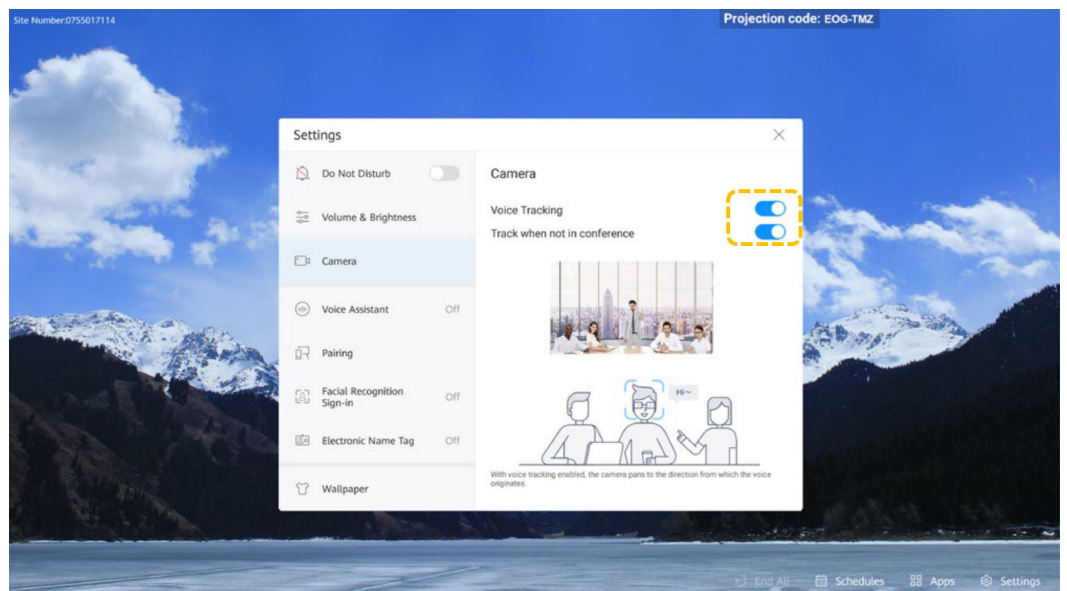 Site Number:0755017114
Projection code: EOG-TMZ
Settings
Do Not Disturb
Volume & Brightness
Camera
Voice Assistant Off
Pairing
Facial Recognition
Sign-in Off
Electronic Name Tag Off
Wallpaper
Camera
Voice Tracking
Track when not in conference
Hi~
With voice tracking enabled, the camera pans to the direction from which the voice
originates.
End All
Schedules
Apps
Settings